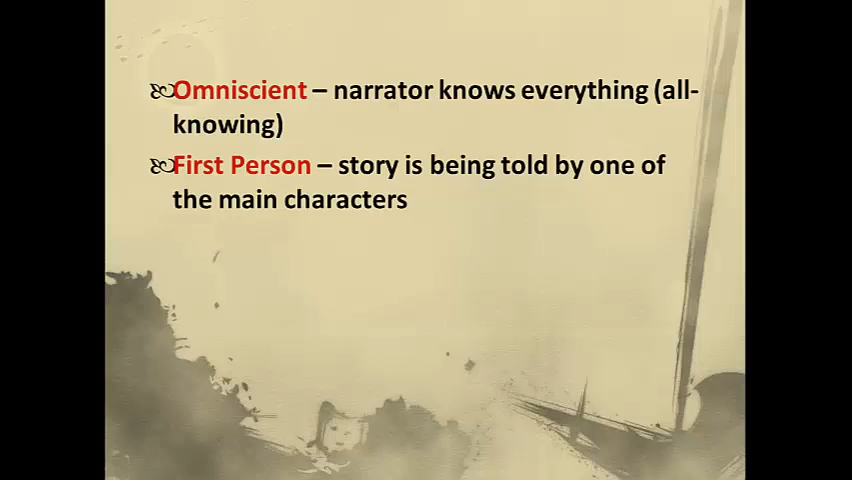 Omniscient – narrator knows everything (all-
knowing)
First Person – story is being told by one of
the main characters